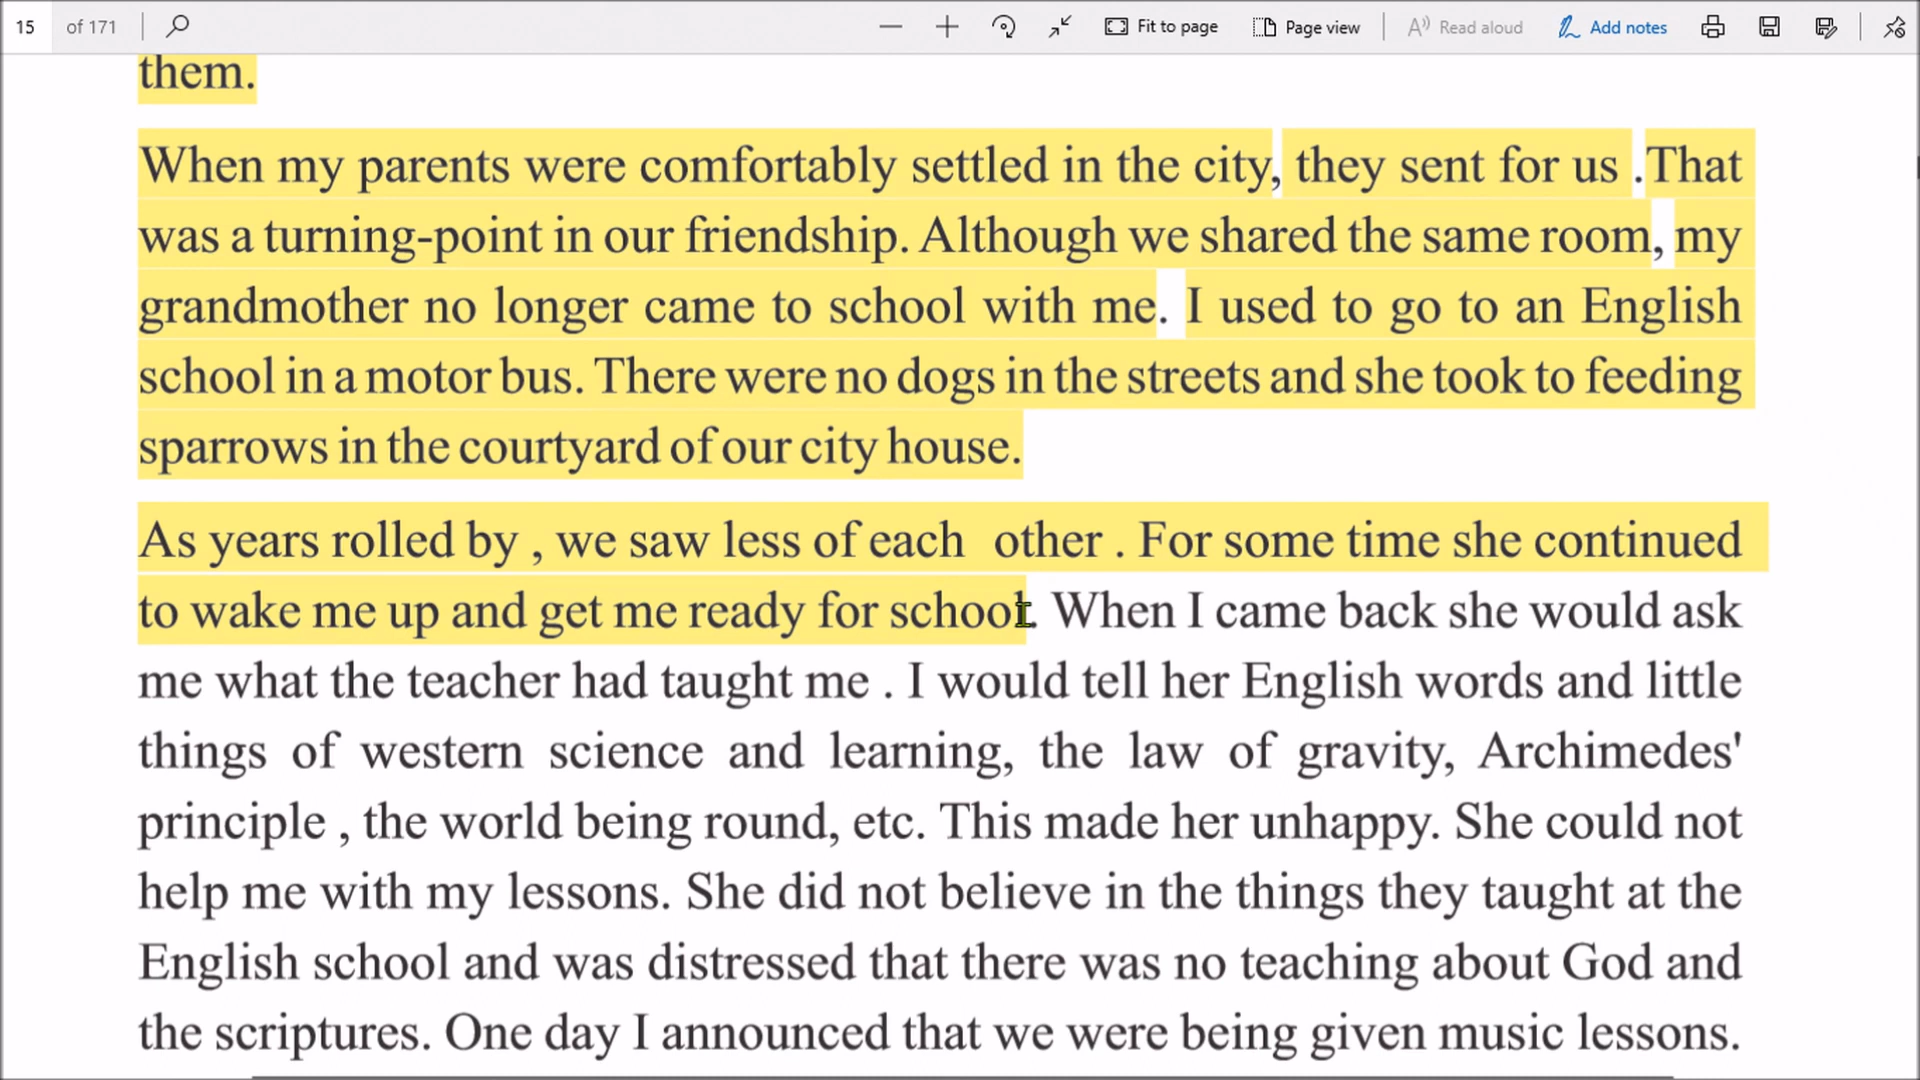 15 of 171 Fit to page Page view Read aloud Add notes
them.
When my parents were comfortably settled in the city, they sent for us .That
was a turning-point in our friendship. Although we shared the same room, my
grandmother no longer came to school with me. I used to go to an English
school in a motor bus. There were no dogs in the streets and she took to feeding
sparrows in the courtyard of our city house.
As years rolled by , we saw less of each other . For some time she continued
to wake me up and get me ready for school. When I came back she would ask
me what the teacher had taught me . I would tell her English words and little
things of western science and learning, the law of gravity, Archimedes'
principle , the world being round, etc. This made her unhappy. She could not
help me with my lessons. She did not believe in the things they taught at the
English school and was distressed that there was no teaching about God and
the scriptures. One day I announced that we were being given music lessons.